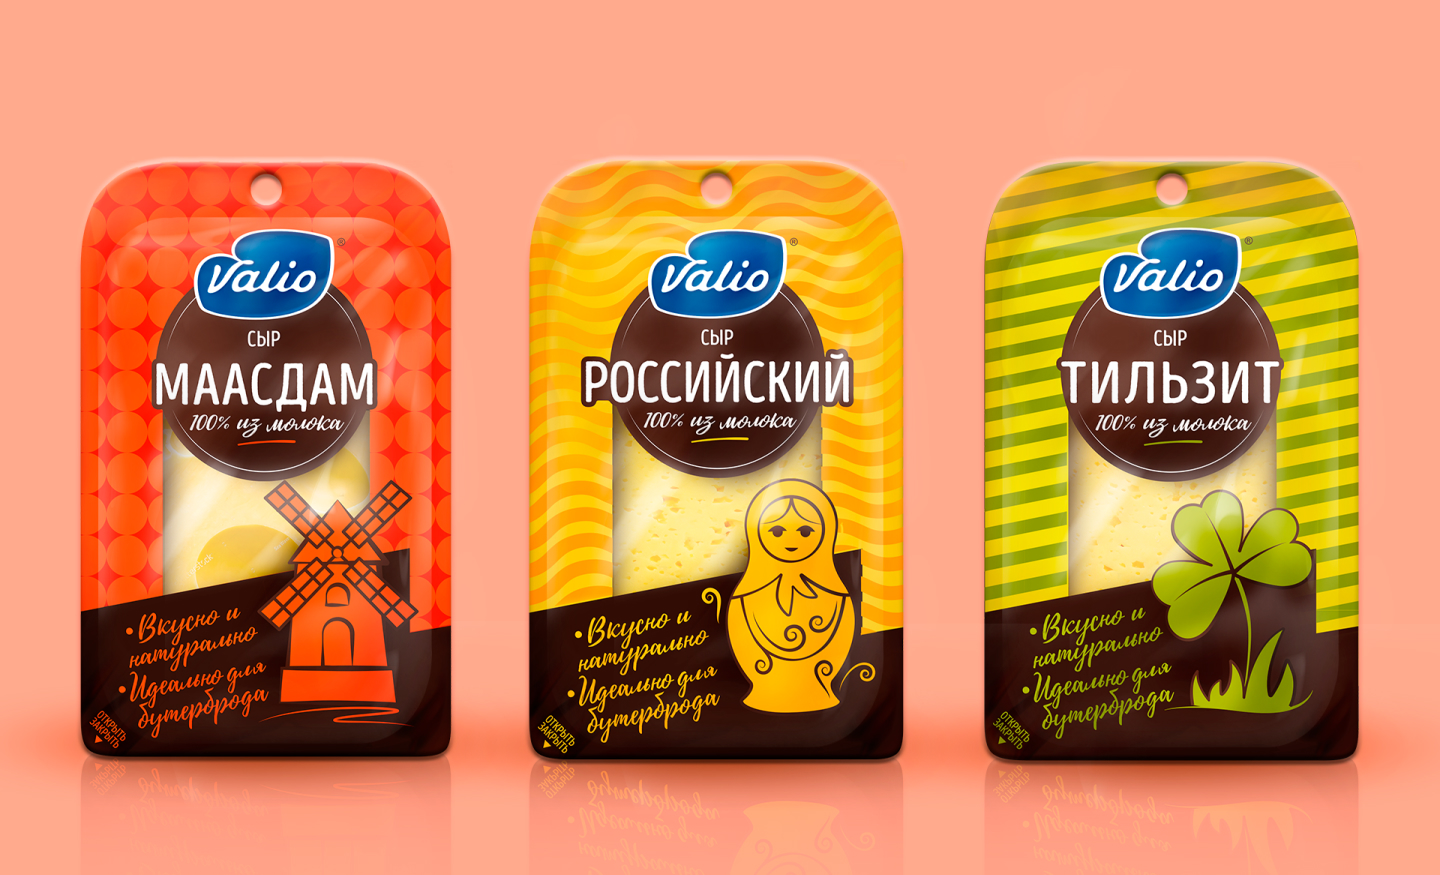 Valio
®
СЫР
МААСДАМ
100% из молока
• Вкусно и
натурально
• Идеально для
бутерброда
ОТКРЫТЬ
ЗАКРЫТЬ
Valio
®
СЫР
РОССИЙСКИЙ
100% из молока
• Вкусно и
натурально
• Идеально для
бутерброда
ОТКРЫТЬ
ЗАКРЫТЬ
Valio
®
СЫР
ТИЛЬЗИТ
100% из молока
• Вкусно и
натурально
• Идеально для
бутерброда
ОТКРЫТЬ
ЗАКРЫТЬ